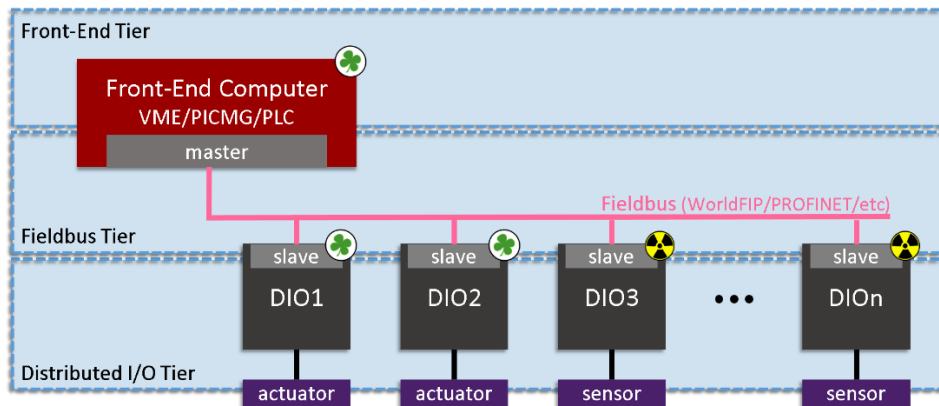 Front-End Tier
Front-End Computer
VME/PICMG/PLC
master
Fieldbus (WorldFIP/PROFINET/etc)
Fieldbus Tier
slave slave slave slave
DIO1 DIO2 DIO3 ••• DIOn
Distributed I/O Tier
actuator actuator sensor sensor